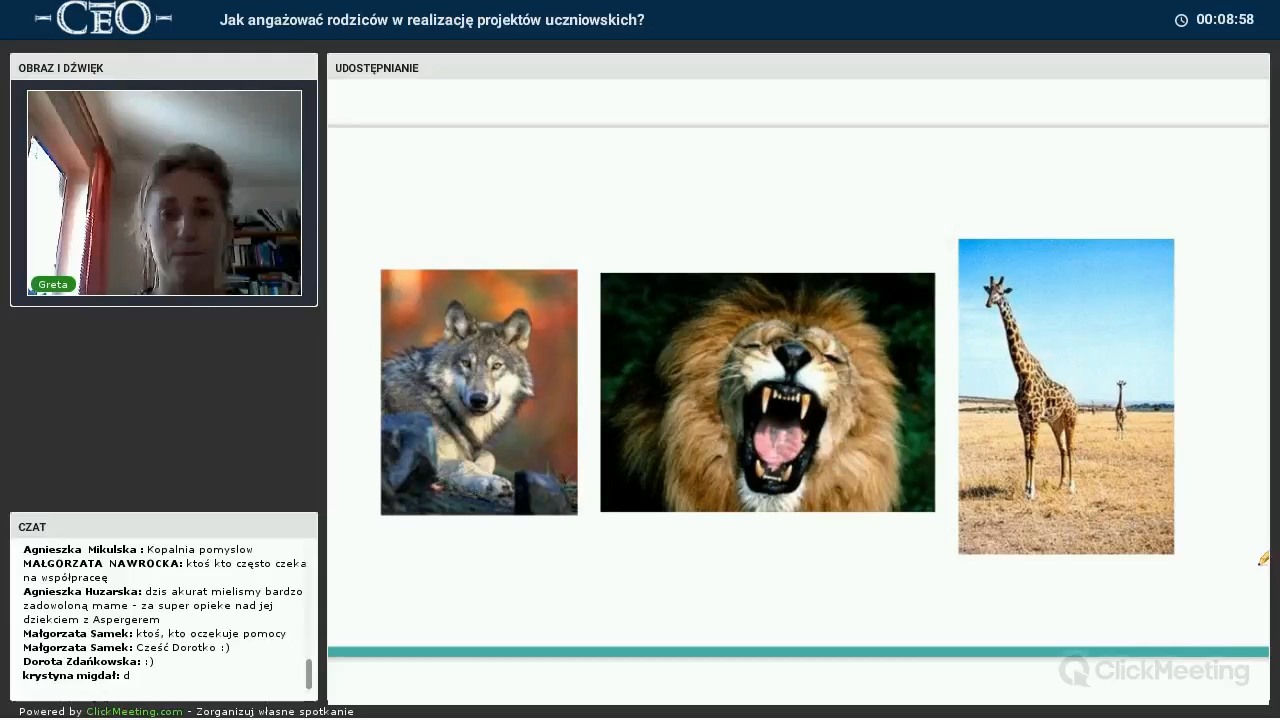 CEO
Jak angażować rodziców w realizację projektów uczniowskich?
00:08:58
OBRAZ I DŹWIĘK
UDOSTĘPNIANIE
Greta
CZAT
Agnieszka Mikulska : Kopalnia pomyslow
MAŁGORZATA NAWROCKA: ktoś kto często czeka
na współpraceę
Agnieszka Huzarska: dzis akurat mielismy bardzo
zadowoloną mame - za super opieke nad jej
dziekciem z Aspergerem
Małgorzata Samek: ktoś, kto oczekuje pomocy
Małgorzata Samek: Cześć Dorotko :)
Dorota Zdańkowska: :)
krystyna migdał: d
ClickMeeting
Powered by ClickMeeting.com - Zorganizuj własne spotkanie